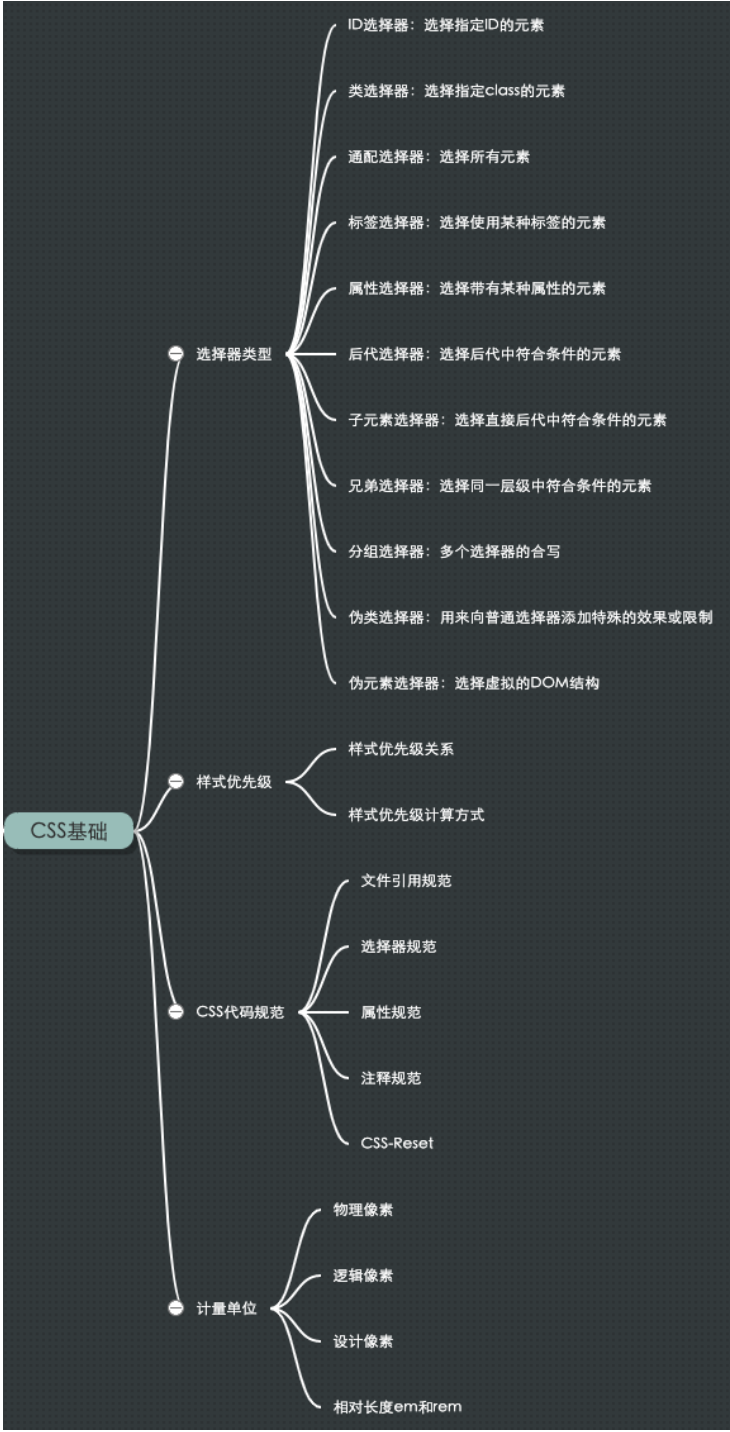 ID选择器：选择指定ID的元素
类选择器：选择指定class的元素
通配选择器：选择所有元素
标签选择器：选择使用某种标签的元素
属性选择器：选择带有某种属性的元素
选择器类型
后代选择器：选择后代中符合条件的元素
子元素选择器：选择直接后代中符合条件的元素
兄弟选择器：选择同一层级中符合条件的元素
分组选择器：多个选择器的合写
伪类选择器：用来向普通选择器添加特殊的效果或限制
伪元素选择器：选择虚拟的DOM结构
样式优先级关系
样式优先级
样式优先级计算方式
CSS基础
文件引用规范
选择器规范
CSS代码规范
属性规范
注释规范
CSS-Reset
物理像素
逻辑像素
计量单位
设计像素
相对长度em和rem